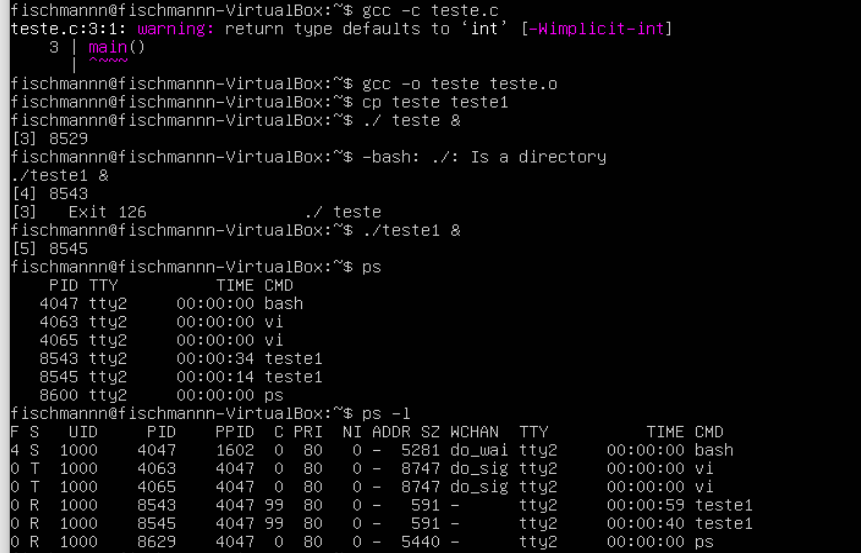 fischmannn@fischmannn-VirtualBox:~$ gcc -c teste.c
teste.c:3:1: warning: return type defaults to ‘int’ [-Wimplicit-int]
    3 | main()
      | ^~~~
fischmannn@fischmannn-VirtualBox:~$ gcc -o teste teste.o
fischmannn@fischmannn-VirtualBox:~$ cp teste teste1
fischmannn@fischmannn-VirtualBox:~$ ./ teste &
[3] 8529
fischmannn@fischmannn-VirtualBox:~$ -bash: ./: Is a directory
./teste1 &
[4] 8543
[3]   Exit 126                ./ teste
fischmannn@fischmannn-VirtualBox:~$ ./teste1 &
[5] 8545
fischmannn@fischmannn-VirtualBox:~$ ps
    PID TTY          TIME CMD
   4047 tty2     00:00:00 bash
   4063 tty2     00:00:00 vi
   4065 tty2     00:00:00 vi
   8543 tty2     00:00:34 teste1
   8545 tty2     00:00:14 teste1
   8600 tty2     00:00:00 ps
fischmannn@fischmannn-VirtualBox:~$ ps -l
F S   UID     PID    PPID  C PRI  NI ADDR SZ WCHAN  TTY          TIME CMD
4 S  1000    4047    1602  0  80   0 -  5281 do_wai tty2     00:00:00 bash
0 T  1000    4063    4047  0  80   0 -  8747 do_sig tty2     00:00:00 vi
0 T  1000    4065    4047  0  80   0 -  8747 do_sig tty2     00:00:00 vi
0 R  1000    8543    4047 99  80   0 -   591 -      tty2     00:00:59 teste1
0 R  1000    8545    4047 99  80   0 -   591 -      tty2     00:00:40 teste1
0 R  1000    8629    4047  0  80   0 -  5440 -      tty2     00:00:00 ps